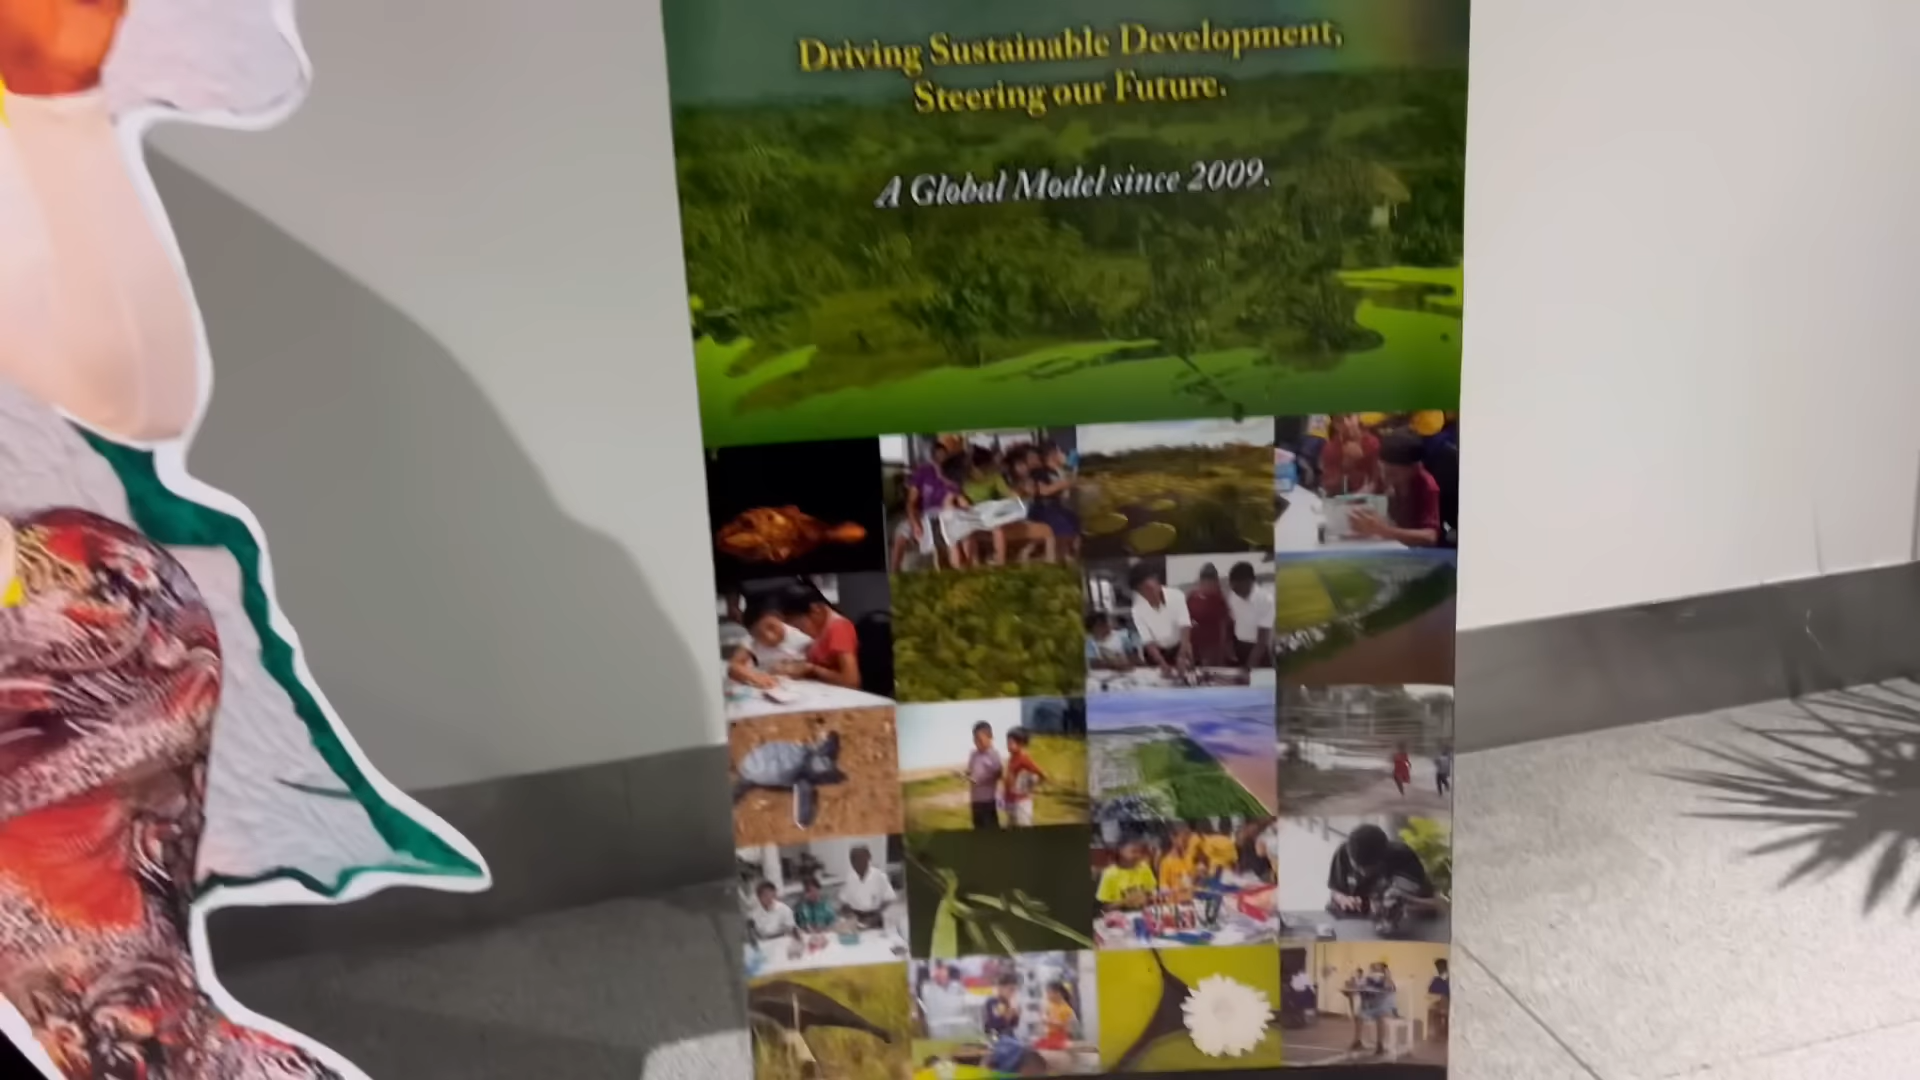 Driving Sustainable Development,
Steering our Future.
A Global Model since 2009.